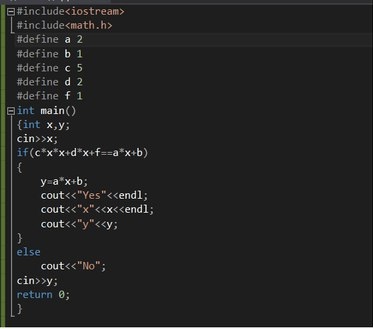 #include<iostream>
#include<math.h>
#define a 2
#define b 1
#define c 5
#define d 2
#define f 1
int main()
{int x,y;
cin>>x;
if(c*x*x+d*x+f==a*x+b)
{
y=a*x+b;
cout<<"Yes"<<endl;
cout<<"x"<<x<<endl;
cout<<"y"<<y;
}
else
cout<<"No";
cin>>y;
return 0;
}